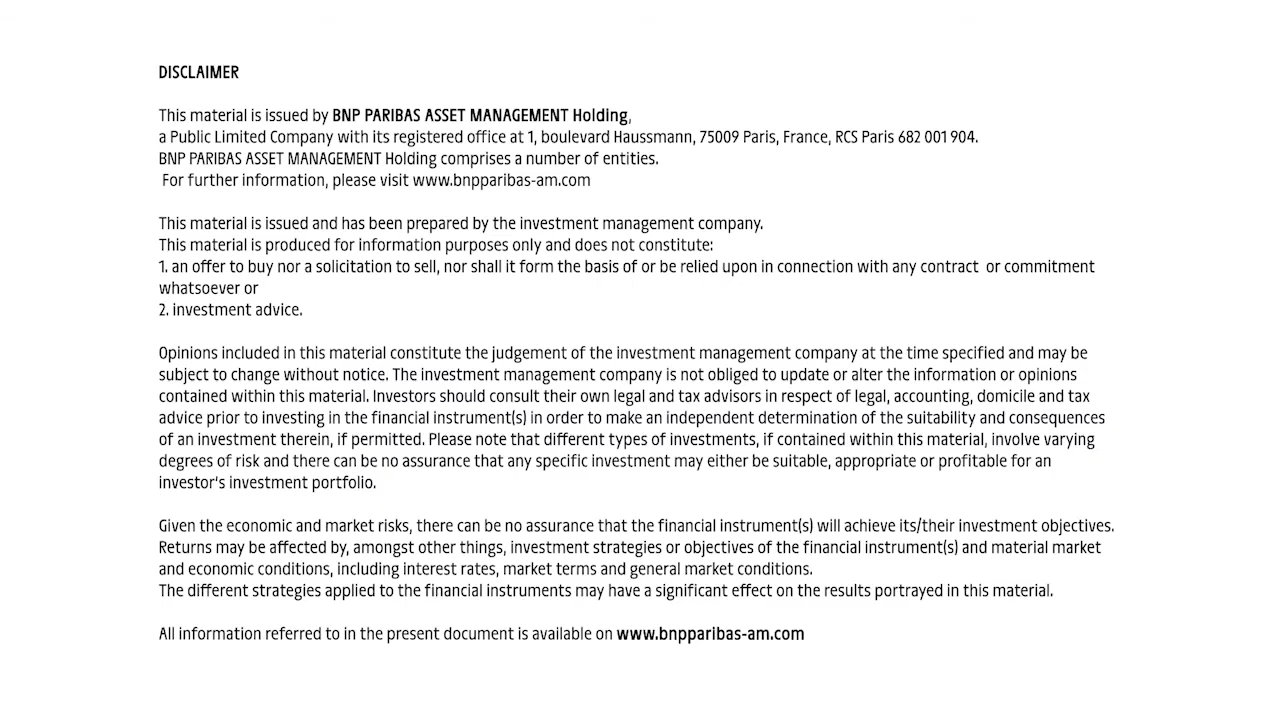 DISCLAIMER
This material is issued by BNP PARIBAS ASSET MANAGEMENT Holding,
a Public Limited Company with its registered office at 1, boulevard Haussmann, 75009 Paris, France, RCS Paris 682 001 904.
BNP PARIBAS ASSET MANAGEMENT Holding comprises a number of entities.
For further information, please visit www.bnpparibas-am.com
This material is issued and has been prepared by the investment management company.
This material is produced for information purposes only and does not constitute:
1. an offer to buy nor a solicitation to sell, nor shall it form the basis of or be relied upon in connection with any contract or commitment
whatsoever or
2. investment advice.
Opinions included in this material constitute the judgement of the investment management company at the time specified and may be
subject to change without notice. The investment management company is not obliged to update or alter the information or opinions
contained within this material. Investors should consult their own legal and tax advisors in respect of legal, accounting, domicile and tax
advice prior to investing in the financial instrument(s) in order to make an independent determination of the suitability and consequences
of an investment therein, if permitted. Please note that different types of investments, if contained within this material, involve varying
degrees of risk and there can be no assurance that any specific investment may either be suitable, appropriate or profitable for an
investor's investment portfolio.
Given the economic and market risks, there can be no assurance that the financial instrument(s) will achieve its/their investment objectives.
Returns may be affected by, amongst other things, investment strategies or objectives of the financial instrument(s) and material market
and economic conditions, including interest rates, market terms and general market conditions.
The different strategies applied to the financial instruments may have a significant effect on the results portrayed in this material.
All information referred to in the present document is available on www.bnpparibas-am.com